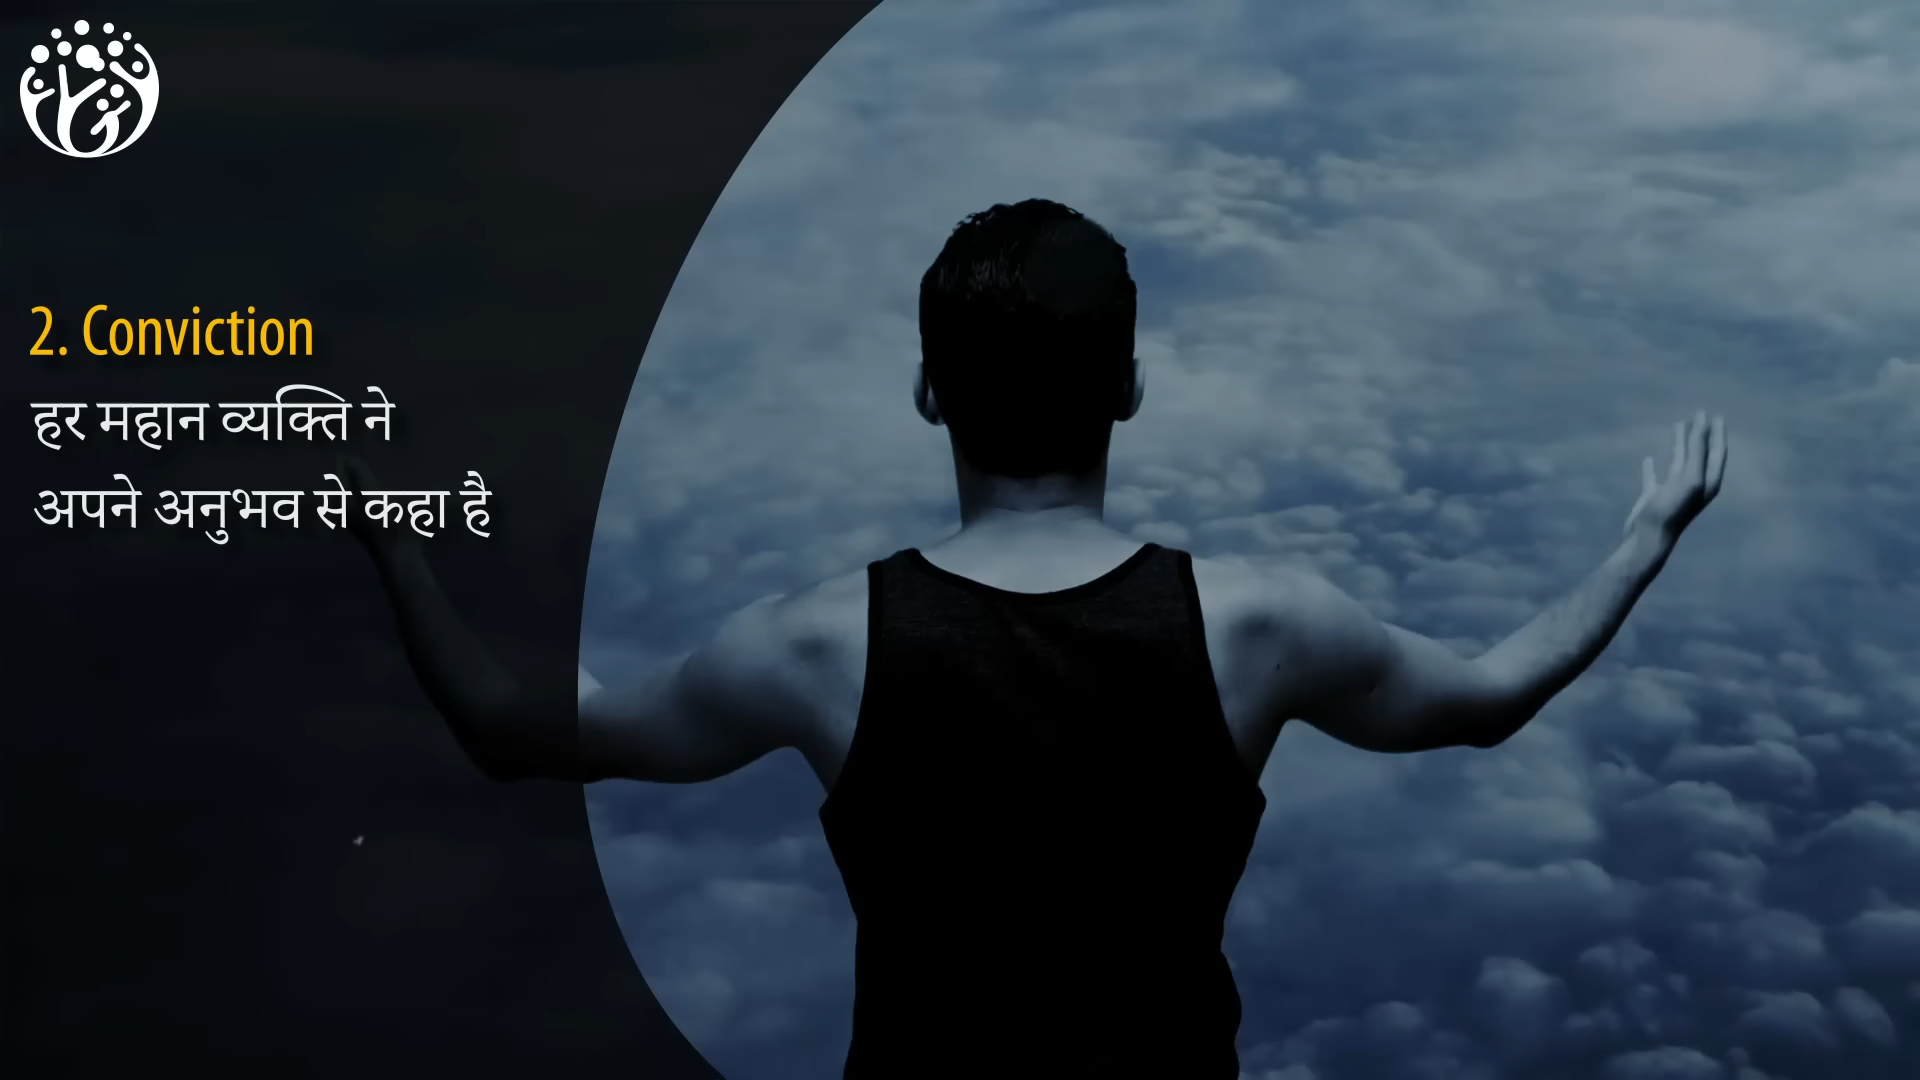 2. Conviction
हर महान व्यक्ति ने
अपने अनुभव से कहा है